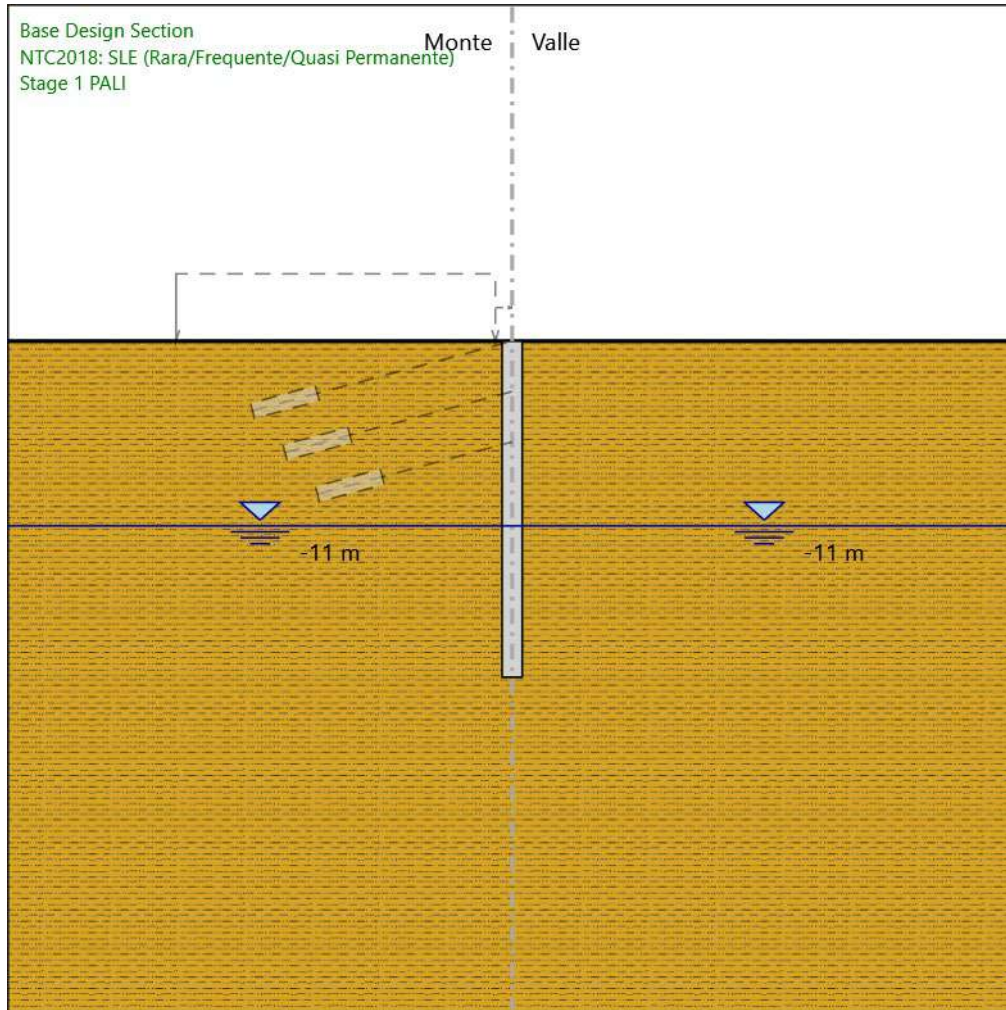 Base Design Section
NTC2018: SLE (Rara/Frequente/Quasi Permanente)
Stage 1 PALI
Monte Valle
-11 m -11 m